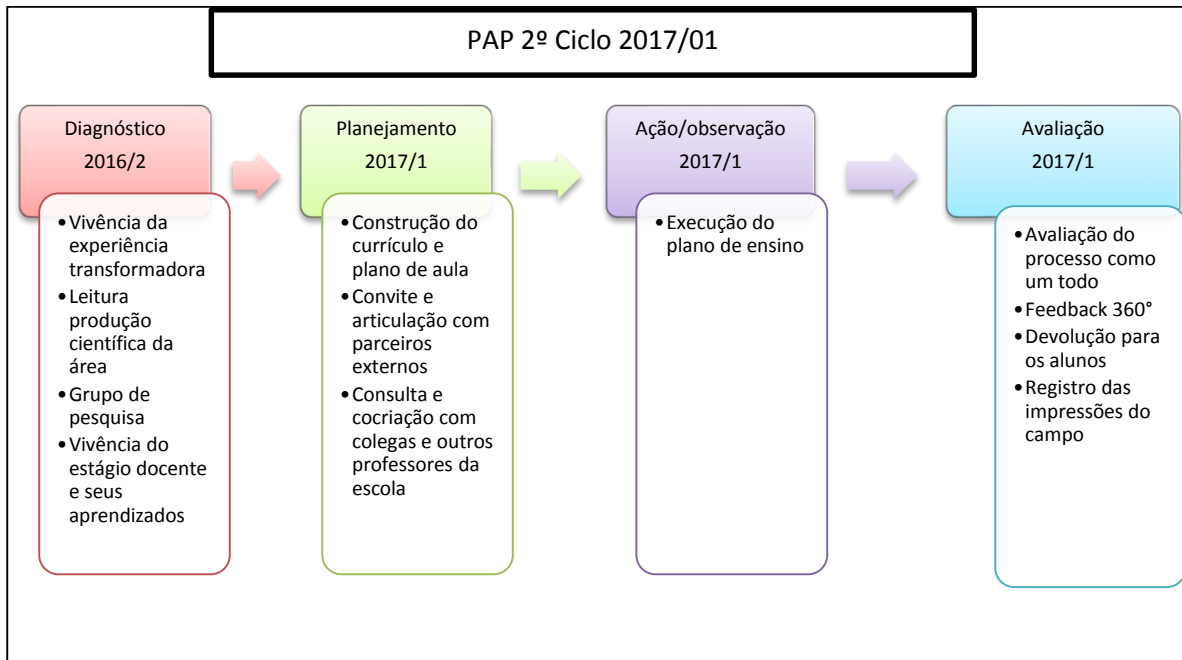 PAP 2º Ciclo 2017/01
Diagnóstico
2016/2
•Vivência da
experiência
transformadora
•Leitura
produção
científica da
área
•Grupo de
pesquisa
•Vivência do
estágio docente
e seus
aprendizados
Planejamento
2017/1
•Construção do
currículo e
plano de aula
•Convite e
articulação com
parceiros
externos
•Consulta e
cocriação com
colegas e outros
professores da
escola
Ação/observação
2017/1
•Execução do
plano de ensino
Avaliação
2017/1
•Avaliação do
processo como
um todo
•Feedback 360°
•Devolução para
os alunos
•Registro das
impressões do
campo